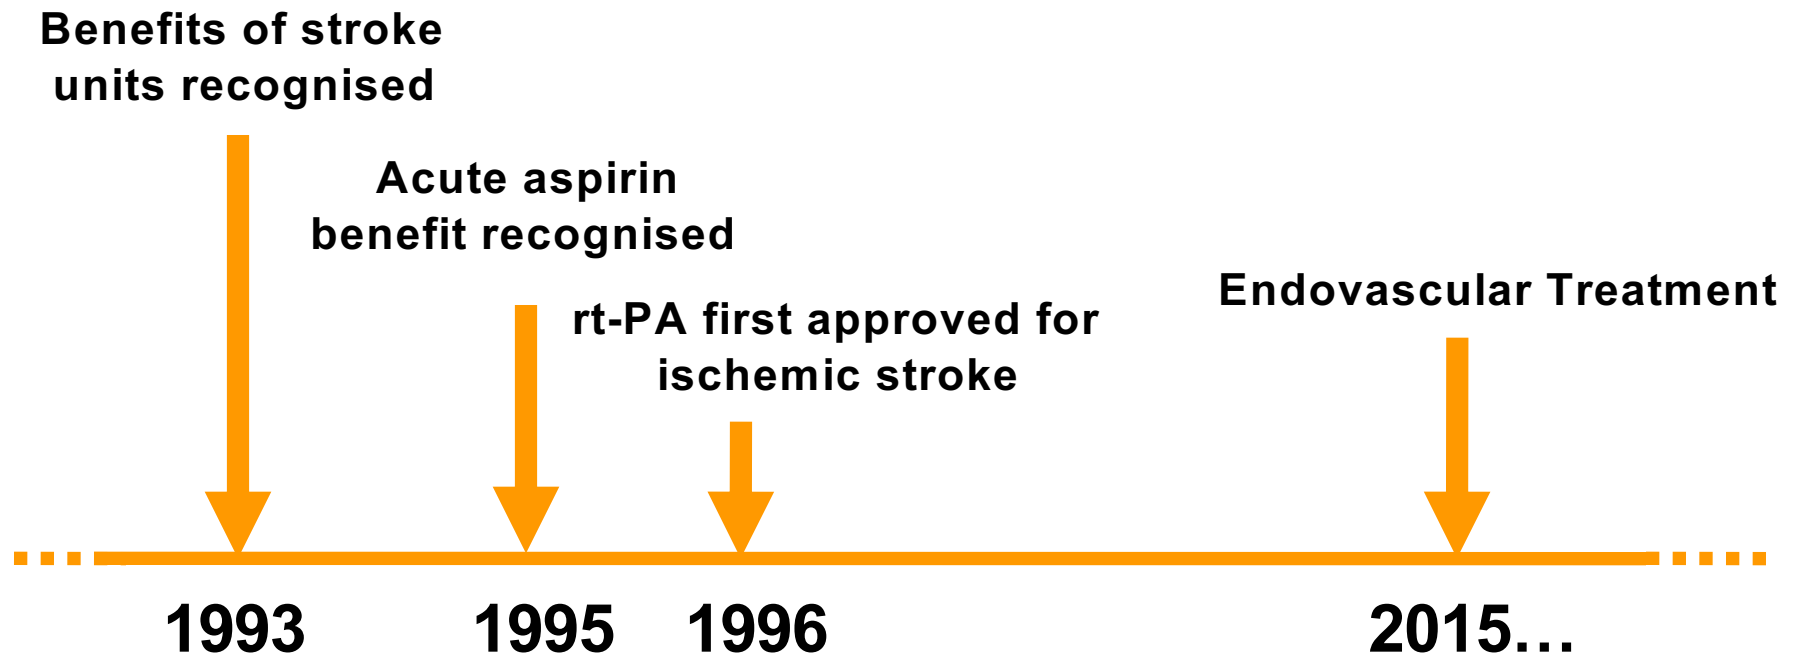 Benefits of stroke
units recognised
Acute aspirin
benefit recognised
rt-PA first approved for
ischemic stroke
Endovascular Treatment
1993
1995
1996
2015…